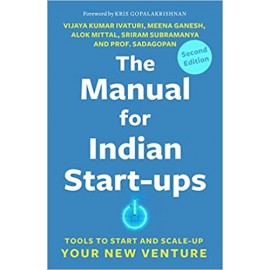 Foreword by KRIS GOPALAKRISHNAN
VIJAYA KUMAR IVATURI, MEENA GANESH,
ALOK MITTAL, SRIRAM SUBRAMANYA
AND PROF. SADAGOPAN
Second
Edition
The
Manual
for
Indian
Start-ups
TOOLS TO START AND SCALE-UP
YOUR NEW VENTURE